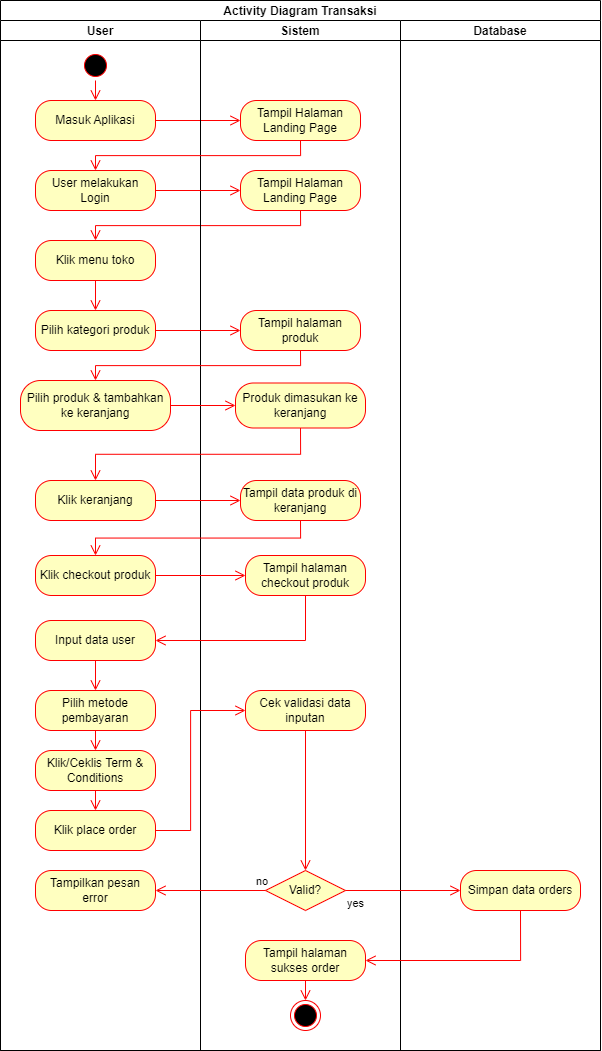 Activity Diagram Transaksi
User
Sistem
Database
Masuk Aplikasi
Tampil Halaman
Landing Page
User melakukan
Login
Tampil Halaman
Landing Page
Klik menu toko
Pilih kategori produk
Tampil halaman
produk
Pilih produk & tambahkan
ke keranjang
Produk dimasukan ke
keranjang
Klik keranjang
Tampil data produk di
keranjang
Klik checkout produk
Tampil halaman
checkout produk
Input data user
Pilih metode
pembayaran
Cek validasi data
inputan
Klik/Ceklis Term &
Conditions
Klik place order
Tampilkan pesan
error
no
Valid?
yes
Simpan data orders
Tampil halaman
sukses order